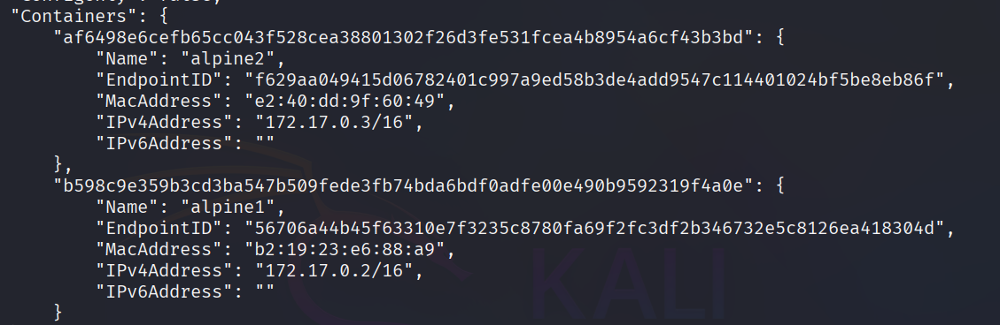 "Containers": {
"af6498e6cefb65cc043f528cea38801302f26d3fe531fcea4b8954a6cf43b3bd": {
"Name": "alpine2",
"EndpointID": "f629aa049415d06782401c997a9ed58b3de4add9547c114401024bf5be8eb86f",
"MacAddress": "e2:40:dd:9f:60:49",
"IPv4Address": "172.17.0.3/16",
"IPv6Address": ""
},
"b598c9e359b3cd3ba547b509fede3fb74bda6bdf0adfe00e490b9592319f4a0e": {
"Name": "alpine1",
"EndpointID": "56706a44b45f63310e7f3235c8780fa69f2fc3df2b346732e5c8126ea418304d",
"MacAddress": "b2:19:23:e6:88:a9",
"IPv4Address": "172.17.0.2/16",
"IPv6Address": ""
}
KALI